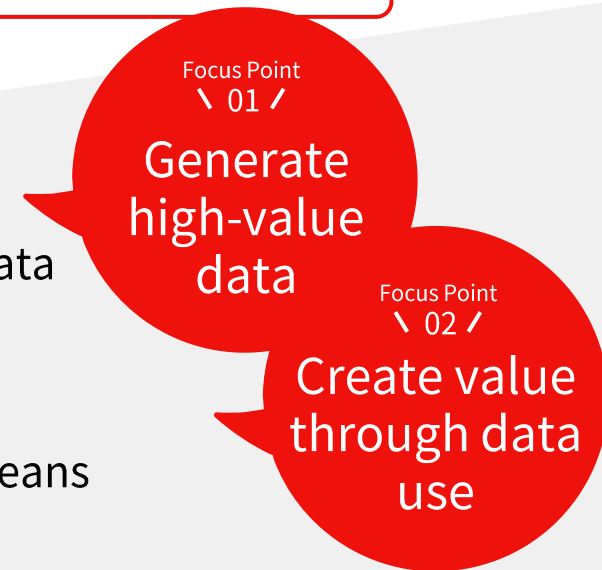 Focus Point
\ 01 /
Generate
high-value
data
ata
Focus Point
\ 02 /
Create value
through data
use
eans